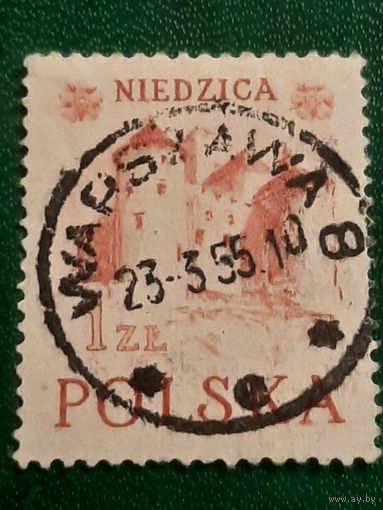 NIEDZICA
WARSZAWA 8
23-3.55.10
1 ZŁ
POLSKA
www.ay.by